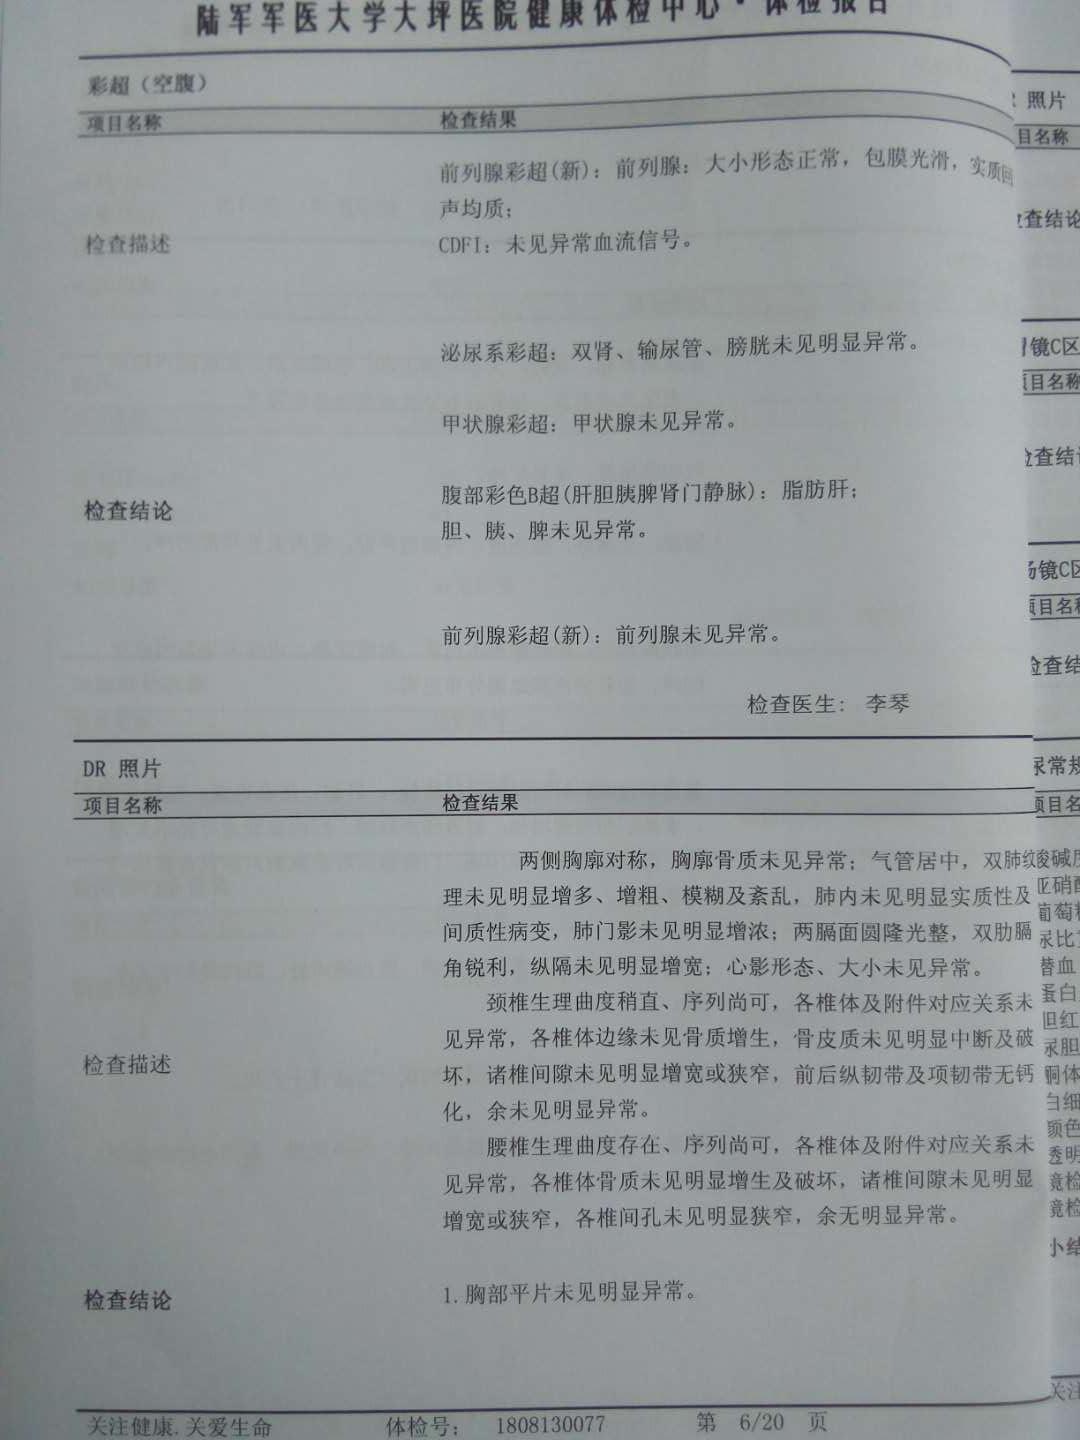 陆军军医大学大坪医院健康体检中心·体检报告
彩超（空腹）
项目名称 检查结果
前列腺彩超(新)：前列腺：大小形态正常，包膜光滑，实质回
声均质；
检查描述
CDFI：未见异常血流信号。
泌尿系彩超：双肾、输尿管、膀胱未见明显异常。
甲状腺彩超：甲状腺未见异常。
腹部彩色B超(肝胆胰脾肾门静脉)：脂肪肝；
检查结论
胆、胰、脾未见异常。
前列腺彩超(新)：前列腺未见异常。
检查医生： 李琴
DR 照片
项目名称 检查结果
两侧胸廓对称，胸廓骨质未见异常；气管居中，双肺纹
理未见明显增多、增粗、模糊及紊乱，肺内未见明显实质性及
间质性病变，肺门影未见明显增浓；两膈面圆隆光整，双肋膈
角锐利，纵隔未见明显增宽；心影形态、大小未见异常。
颈椎生理曲度稍直、序列尚可，各椎体及附件对应关系未
见异常，各椎体边缘未见骨质增生，骨皮质未见明显中断及破
检查描述
坏，诸椎间隙未见明显增宽或狭窄，前后纵韧带及项韧带无钙
化，余未见明显异常。
腰椎生理曲度存在、序列尚可，各椎体及附件对应关系未
见异常，各椎体骨质未见明显增生及破坏，诸椎间隙未见明显
增宽或狭窄，各椎间孔未见明显狭窄，余无明显异常。
检查结论 1.胸部平片未见明显异常。
关注健康.关爱生命 体检号： 1808130077 第 6/20 页
照片
目名称
检查结论
镜C区
项目名称
检查结
镜C区
项目名
检查结
尿常规
项目名
酸碱
亚硝
葡萄
尿比
潜血
蛋白
胆红
尿胆
酮体
白细
颜色
透明
镜检
镜检
小结
关注